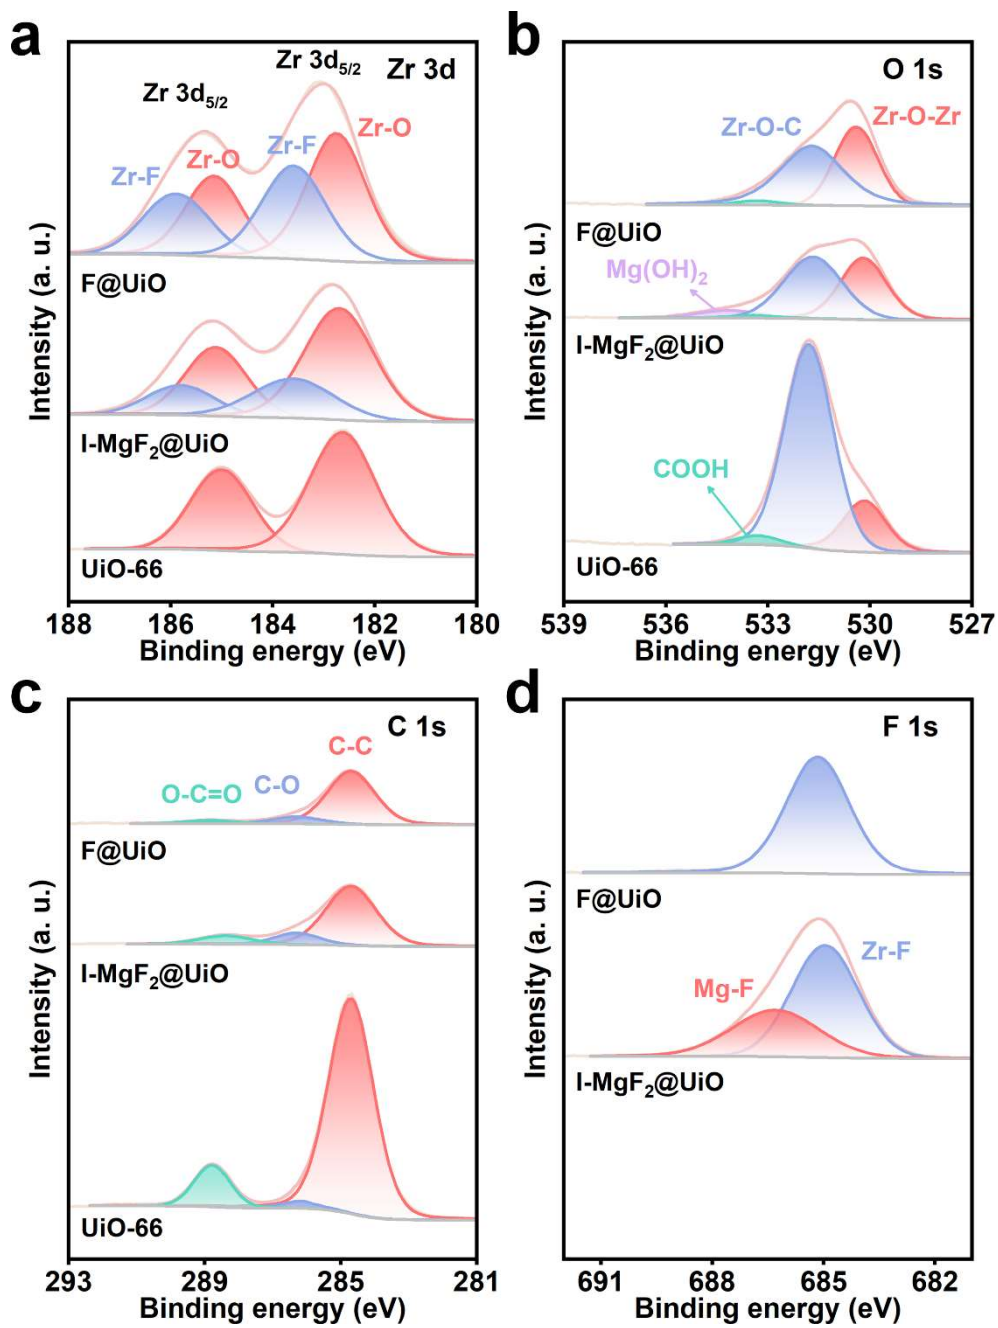 a
Zr 3d
Zr 3d5/2
Zr 3d5/2
Zr-O
Zr-F
Zr-O
Zr-F
F@UiO
I-MgF2@UiO
UiO-66
Intensity (a. u.)
188 186 184 182 180
Binding energy (eV)
b
O 1s
Zr-O-C
Zr-O-Zr
F@UiO
Mg(OH)2
I-MgF2@UiO
COOH
UiO-66
Intensity (a. u.)
539 536 533 530 527
Binding energy (eV)
c
C 1s
C-C
C-O
O-C=O
F@UiO
I-MgF2@UiO
UiO-66
Intensity (a. u.)
293 289 285 281
Binding energy (eV)
d
F 1s
F@UiO
Zr-F
Mg-F
I-MgF2@UiO
Intensity (a. u.)
691 688 685 682
Binding energy (eV)